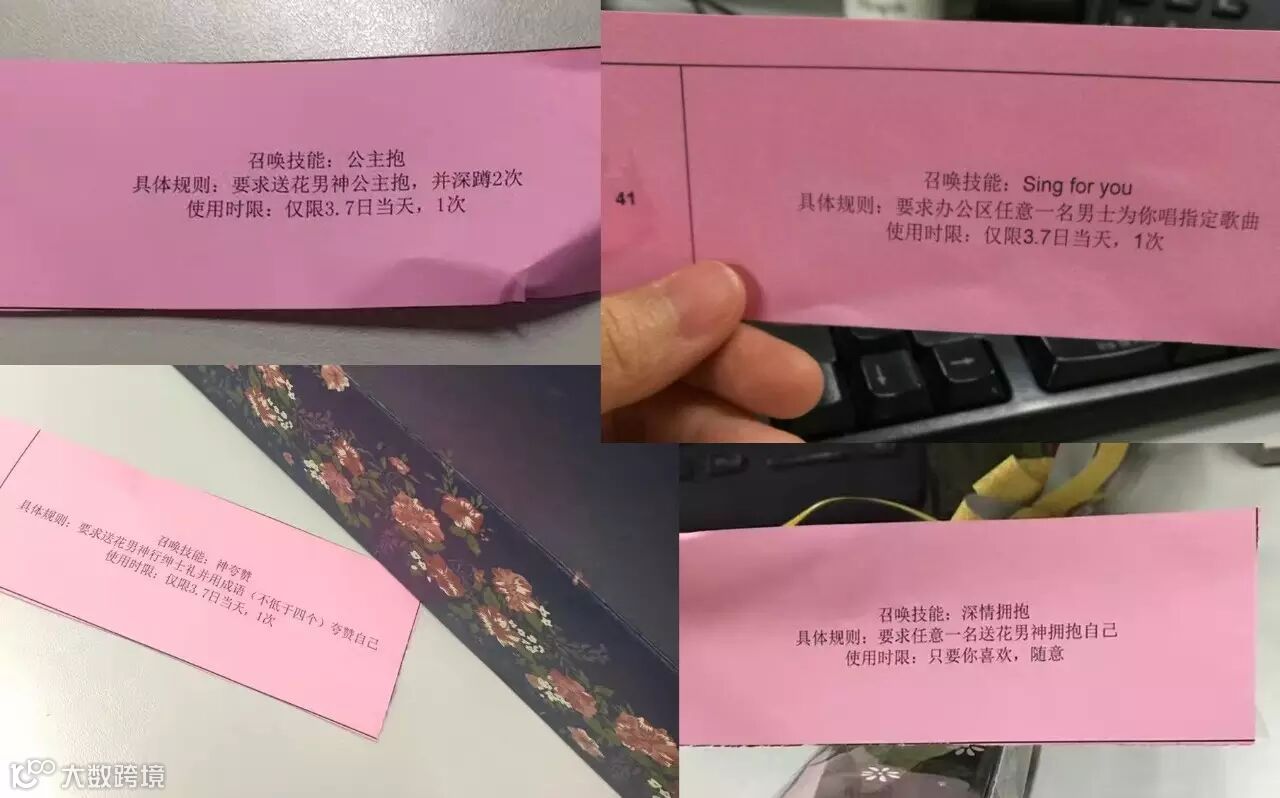 召唤技能：公主抱
具体规则：要求送花男神公主抱，并深蹲2次
使用时限：仅限3.7日当天，1次
41
召唤技能：Sing for you
具体规则：要求办公区任意一名男士为你唱指定歌曲
使用时限：仅限3.7日当天，1次
召唤技能：神夸赞
具体规则：要求送花男神行绅士礼并用成语（不低于四个）夸赞自己
使用时限：仅限3.7日当天，1次
召唤技能：深情拥抱
具体规则：要求任意一名送花男神拥抱自己
使用时限：只要你喜欢，随意
大数跨境